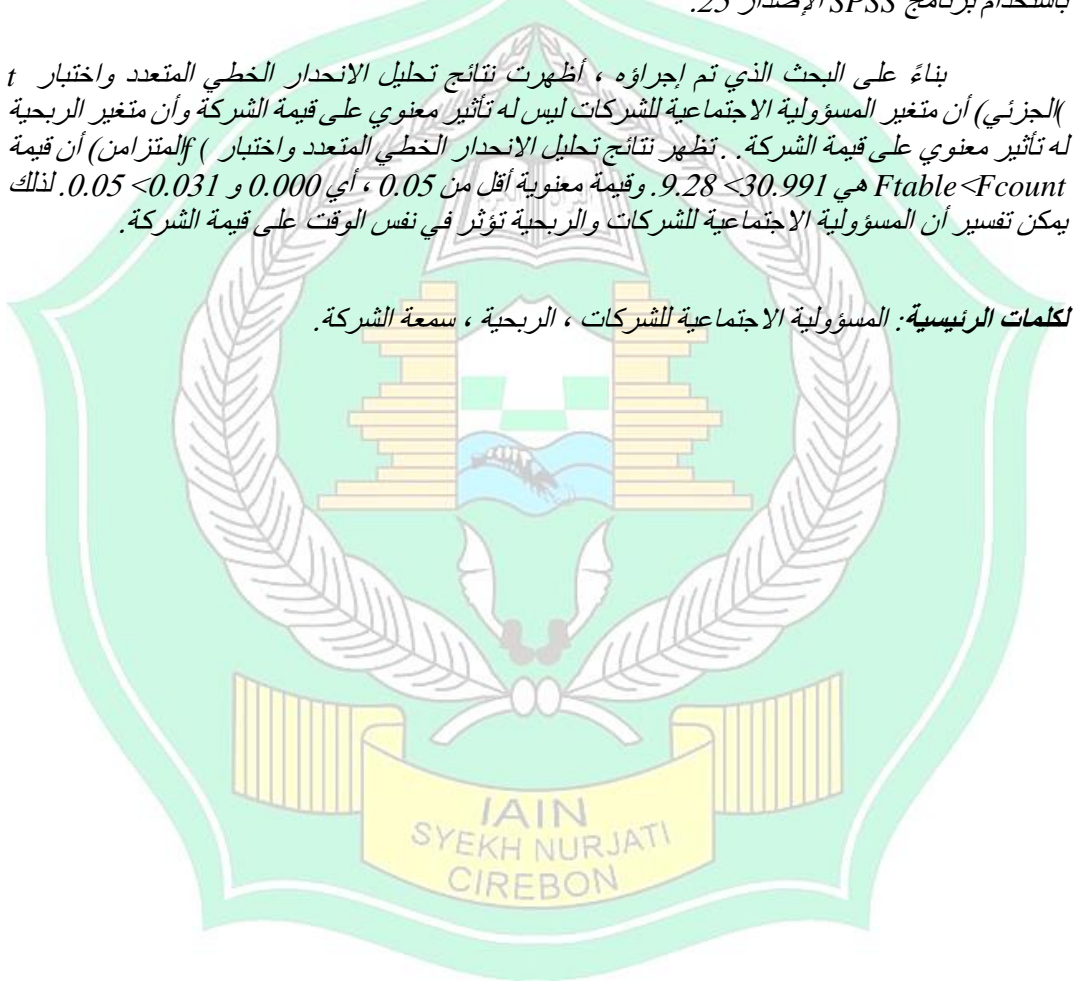 باستخدام برنامج SPSS الإصدار 25.
بناءً على البحث الذي تم إجراؤه ، أظهرت نتائج تحليل الانحدار الخطي المتعدد واختبار t
)الجزئي) أن متغير المسؤولية الاجتماعية للشركات ليس له تأثير معنوي على قيمة الشركة وأن متغير الربحية
له تأثير معنوي على قيمة الشركة. . تظهر نتائج تحليل الانحدار الخطي المتعدد واختبار ) fالمتزامن) أن قيمة
Ftable<Fcount هي 30.991> 9.28. وقيمة معنوية أقل من 0.05 ، أي 0.000 و 0.031> 0.05. لذلك
يمكن تفسير أن المسؤولية الاجتماعية للشركات والربحية تؤثر في نفس الوقت على قيمة الشركة.
لكلمات الرئيسية: المسؤولية الاجتماعية للشركات ، الربحية ، سمعة الشركة.
IAIN
SYEKH NURJATI
CIREBON